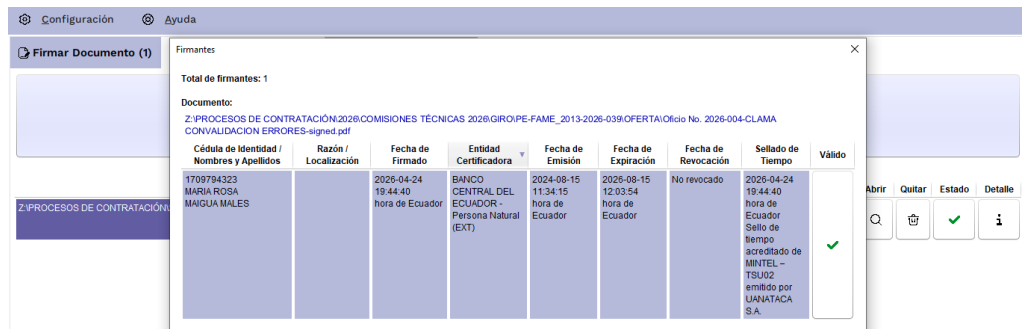 Configuración Ayuda
Firmar Documento (1)
Firmantes
Total de firmantes: 1
Documento:
Z:\PROCESOS DE CONTRATACIÓN\2026\COMISIONES TÉCNICAS 2026\GIRO\PE-FAME_2013-2026-039\OFERTA\Oficio No. 2026-004-CLAMA
CONVALIDACION ERRORES-signed.pdf
Cédula de Identidad / Nombres y Apellidos
Razón / Localización
Fecha de Firmado
Entidad Certificadora
Fecha de Emisión
Fecha de Expiración
Fecha de Revocación
Sellado de Tiempo
Válido
1709794323
MARIA ROSA
MAIGUA MALES
2026-04-24
19:44:40
hora de Ecuador
BANCO
CENTRAL DEL
ECUADOR -
Persona Natural
(EXT)
2024-08-15
11:34:15
hora de
Ecuador
2026-08-15
12:03:54
hora de
Ecuador
No revocado
2026-04-24
19:44:40
hora de
Ecuador
Sello de
tiempo
acreditado de
MINTEL –
TSU02
emitido por
UANATACA
S.A.
Abrir Quitar Estado Detalle
Z:\PROCESOS DE CONTRATACIÓN\